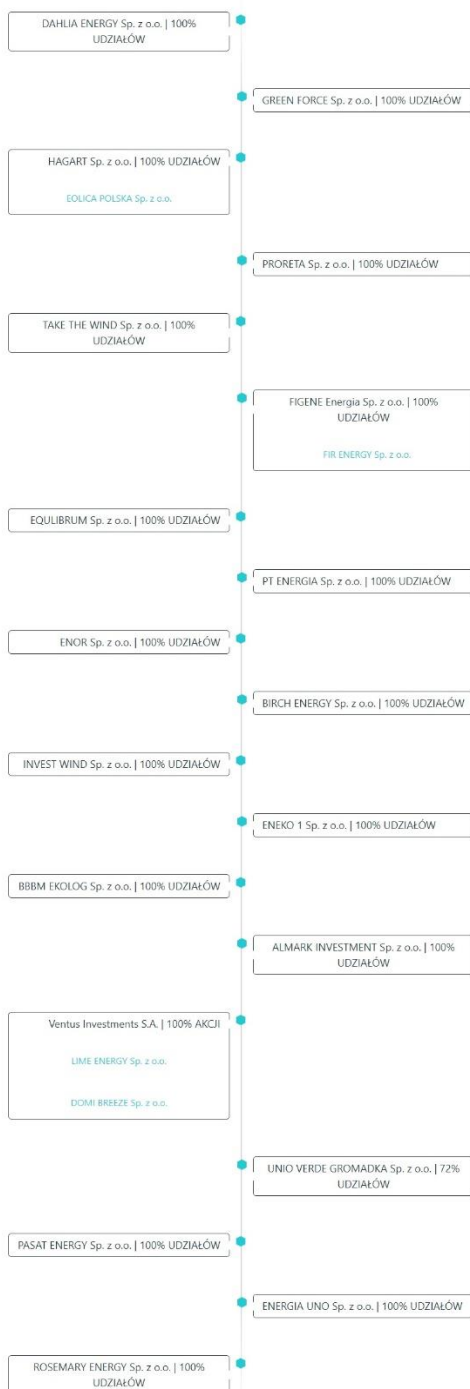 DAHLIA ENERGY Sp. z o.o. | 100%
UDZIAŁÓW
GREEN FORCE Sp. z o.o. | 100% UDZIAŁÓW
HAGART Sp. z o.o. | 100% UDZIAŁÓW
EOLICA POLSKA Sp. z o.o.
PRORETA Sp. z o.o. | 100% UDZIAŁÓW
TAKE THE WIND Sp. z o.o. | 100%
UDZIAŁÓW
FIGENE Energia Sp. z o.o. | 100%
UDZIAŁÓW
FIR ENERGY Sp. z o.o.
EQULIBRUM Sp. z o.o. | 100% UDZIAŁÓW
PT ENERGIA Sp. z o.o. | 100% UDZIAŁÓW
ENOR Sp. z o.o. | 100% UDZIAŁÓW
BIRCH ENERGY Sp. z o.o. | 100% UDZIAŁÓW
INVEST WIND Sp. z o.o. | 100% UDZIAŁÓW
ENEKO 1 Sp. z o.o. | 100% UDZIAŁÓW
BBBM EKOLOG Sp. z o.o. | 100% UDZIAŁÓW
ALMARK INVESTMENT Sp. z o.o. | 100%
UDZIAŁÓW
Ventus Investments S.A. | 100% AKCJI
LIME ENERGY Sp. z o.o.
DOMI BREEZE Sp. z o.o.
UNIO VERDE GROMADKA Sp. z o.o. | 72%
UDZIAŁÓW
PASAT ENERGY Sp. z o.o. | 100% UDZIAŁÓW
ENERGIA UNO Sp. z o.o. | 100% UDZIAŁÓW
ROSEMARY ENERGY Sp. z o.o. | 100%
UDZIAŁÓW